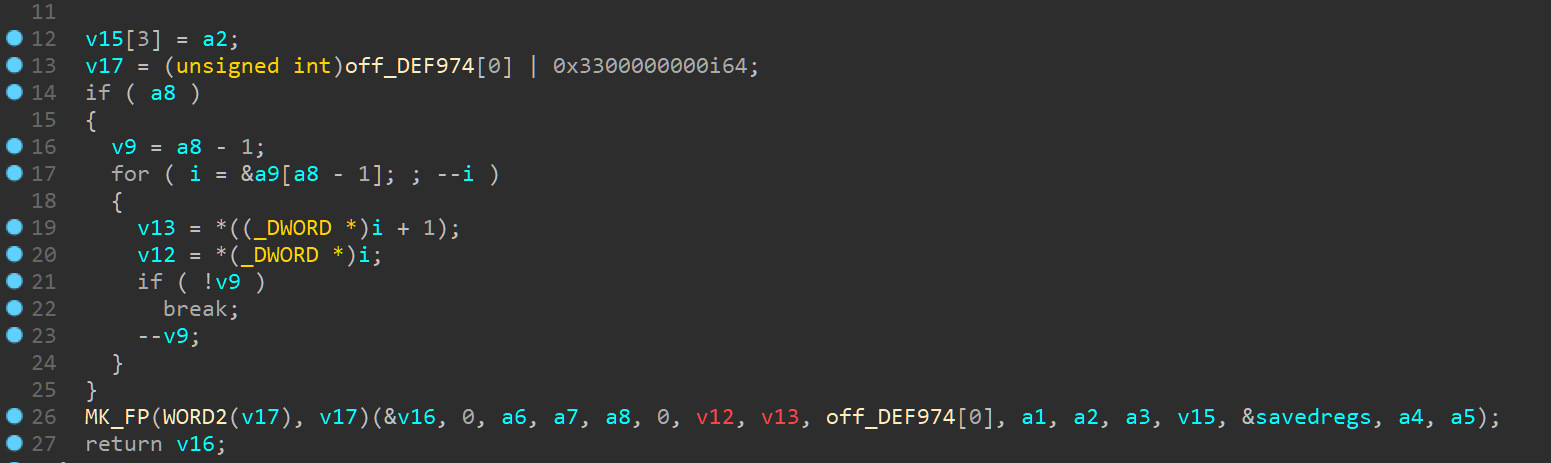 11
12 v15[3] = a2;
13 v17 = (unsigned int)off_DEF974[0] | 0x3300000000i64;
14 if ( a8 )
15 {
16 v9 = a8 - 1;
17 for ( i = &a9[a8 - 1]; ; --i )
18 {
19 v13 = *((_DWORD *)i + 1);
20 v12 = *(_DWORD *)i;
21 if ( !v9 )
22 break;
23 --v9;
24 }
25 }
26 MK_FP(WORD2(v17), v17)(&v16, 0, a6, a7, a8, 0, v12, v13, off_DEF974[0], a1, a2, a3, v15, &savedregs, a4, a5);
27 return v16;